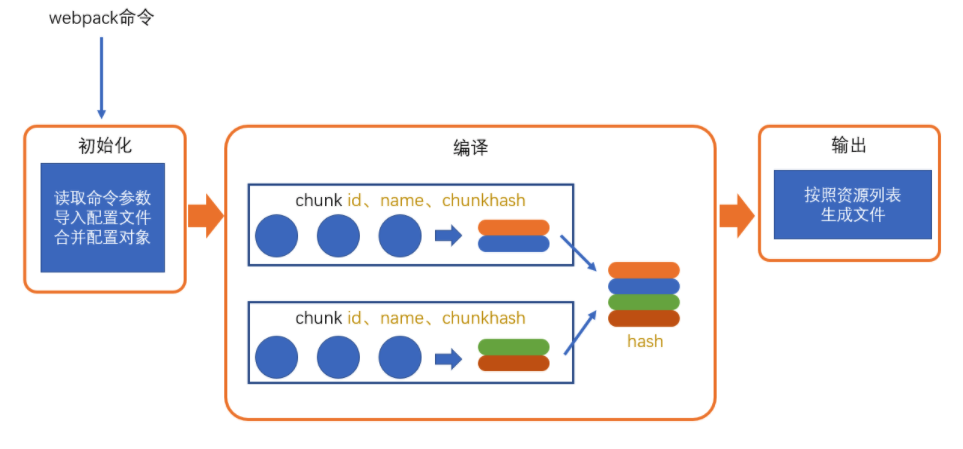 webpack命令
初始化
读取命令参数
导入配置文件
合并配置对象
编译
chunk id、name、chunkhash
chunk id、name、chunkhash
hash
输出
按照资源列表
生成文件